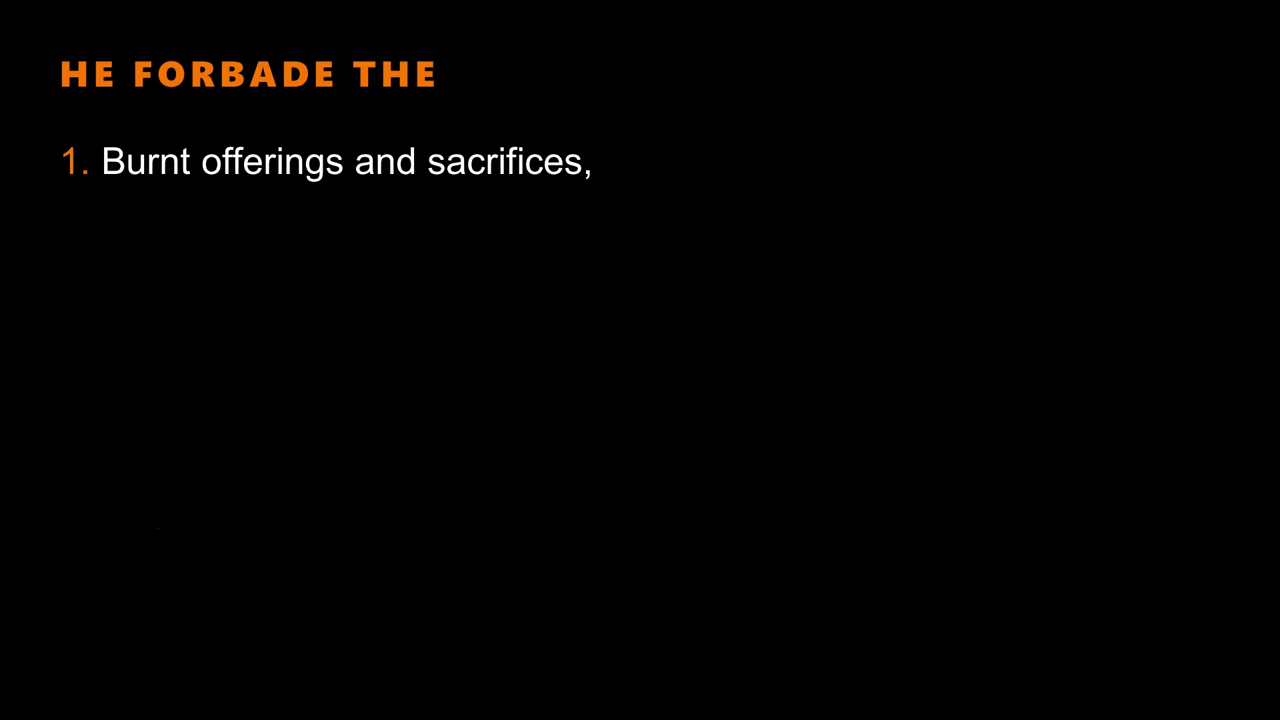 HE FORBADE THE
1. Burnt offerings and sacrifices,